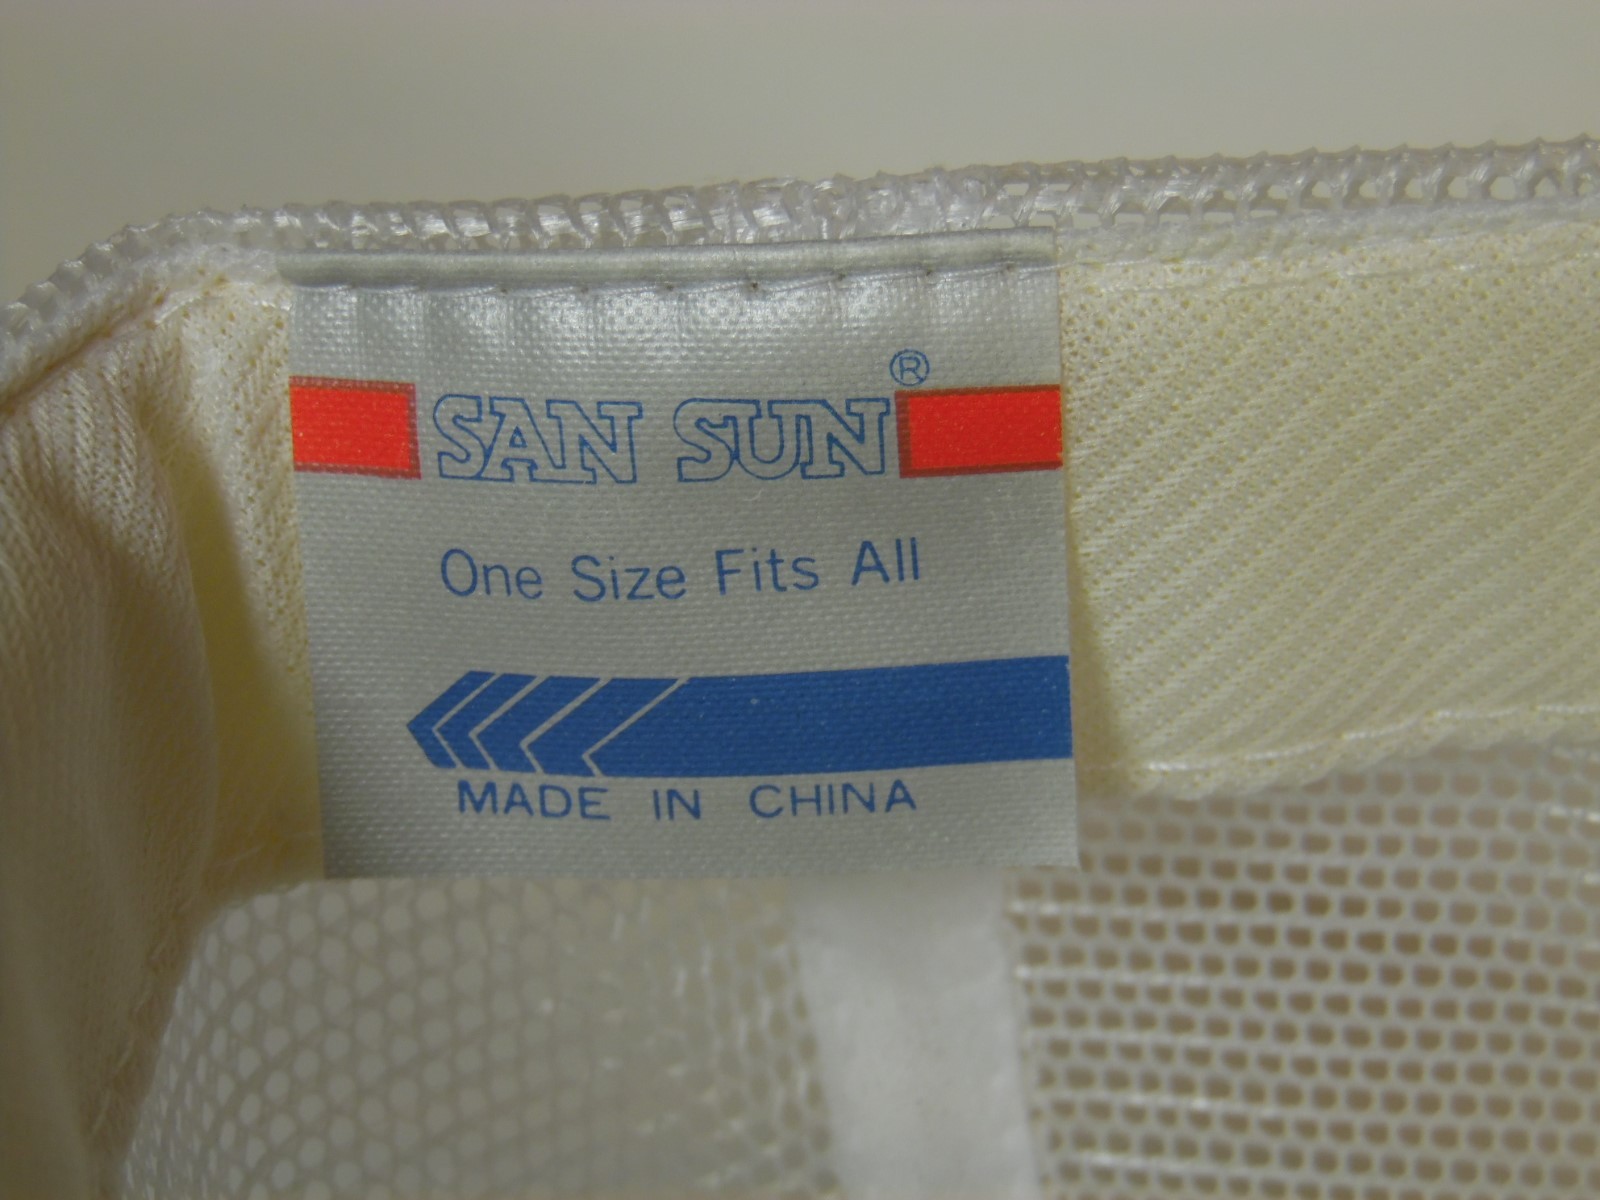 SAN SUN®
One Size Fits All
MADE IN CHINA